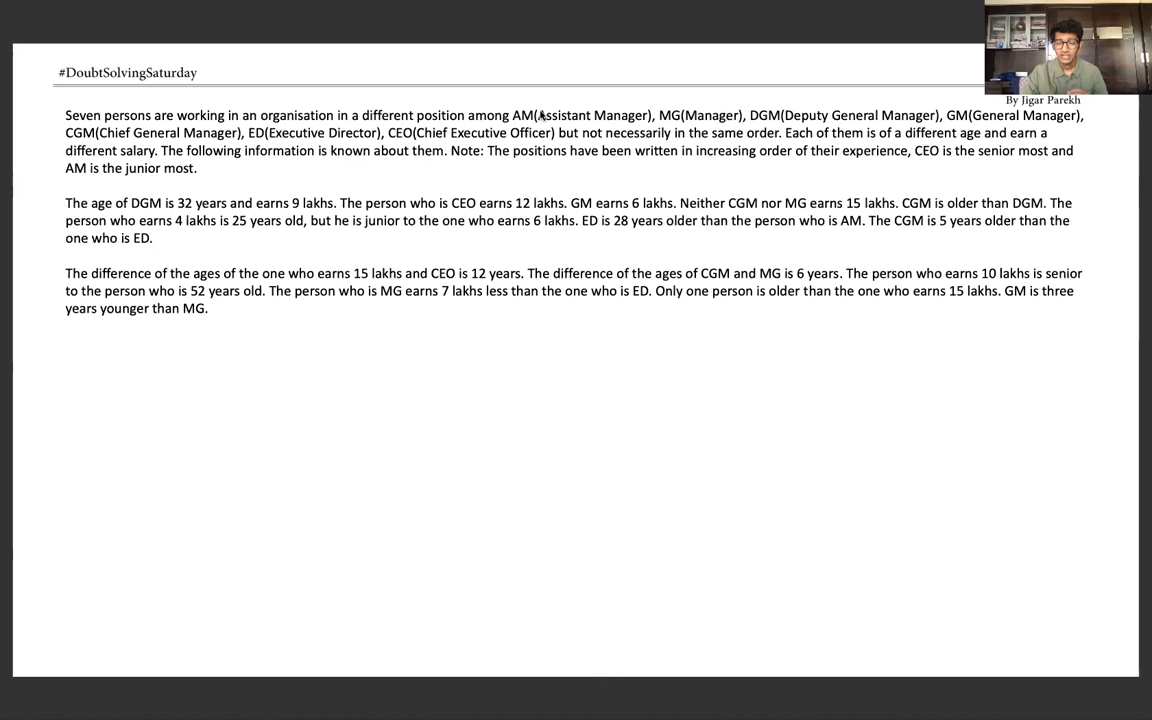 #DoubtSolvingSaturday
By Jigar Parekh
Seven persons are working in an organisation in a different position among AM(Assistant Manager), MG(Manager), DGM(Deputy General Manager), GM(General Manager),
CGM(Chief General Manager), ED(Executive Director), CEO(Chief Executive Officer) but not necessarily in the same order. Each of them is of a different age and earn a
different salary. The following information is known about them. Note: The positions have been written in increasing order of their experience, CEO is the senior most and
AM is the junior most.
The age of DGM is 32 years and earns 9 lakhs. The person who is CEO earns 12 lakhs. GM earns 6 lakhs. Neither CGM nor MG earns 15 lakhs. CGM is older than DGM. The
person who earns 4 lakhs is 25 years old, but he is junior to the one who earns 6 lakhs. ED is 28 years older than the person who is AM. The CGM is 5 years older than the
one who is ED.
The difference of the ages of the one who earns 15 lakhs and CEO is 12 years. The difference of the ages of CGM and MG is 6 years. The person who earns 10 lakhs is senior
to the person who is 52 years old. The person who is MG earns 7 lakhs less than the one who is ED. Only one person is older than the one who earns 15 lakhs. GM is three
years younger than MG.